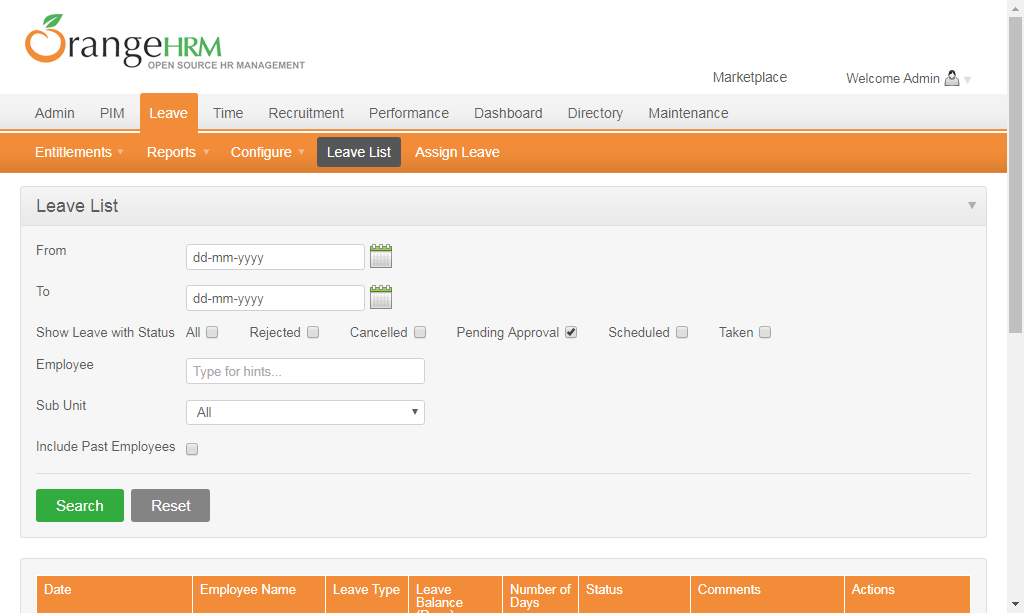 OrangeHRM
OPEN SOURCE HR MANAGEMENT
Marketplace Welcome Admin
Admin PIM Leave Time Recruitment Performance Dashboard Directory Maintenance
Entitlements Reports Configure Leave List Assign Leave
Leave List
From dd-mm-yyyy
To dd-mm-yyyy
Show Leave with Status All Rejected Cancelled Pending Approval Scheduled Taken
Employee Type for hints...
Sub Unit All
Include Past Employees
Search Reset
Date Employee Name Leave Type Leave Number of Status Comments Actions
Balance Days